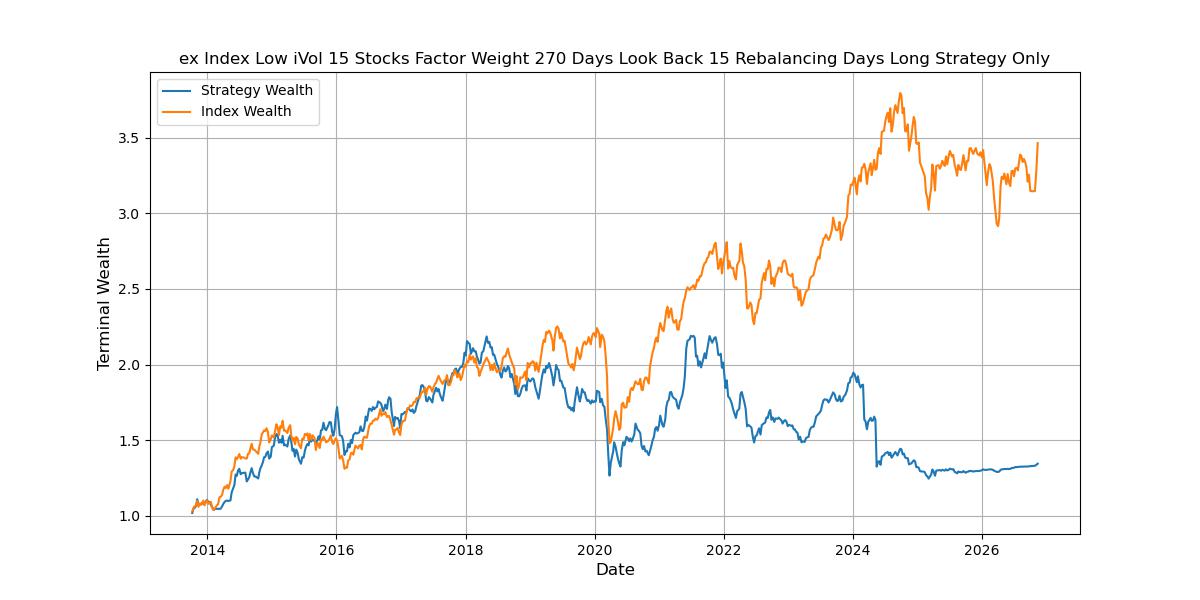 ex Index Low iVol 15 Stocks Factor Weight 270 Days Look Back 15 Rebalancing Days Long Strategy Only
Strategy Wealth
Index Wealth
Terminal Wealth
3.5
3.0
2.5
2.0
1.5
1.0
2014 2016 2018 2020 2022 2024 2026
Date